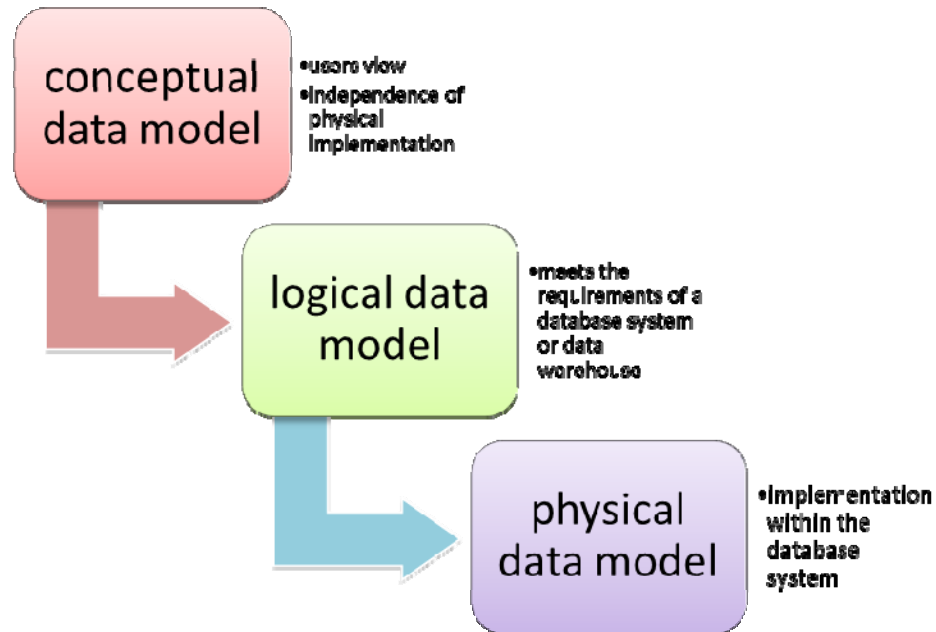 conceptual
data model
•users view
•independence of
physical
implementation
logical data
model
•meets the
requirements of a
database system
or data
warehouse
physical
data model
•implementation
within the
database
system